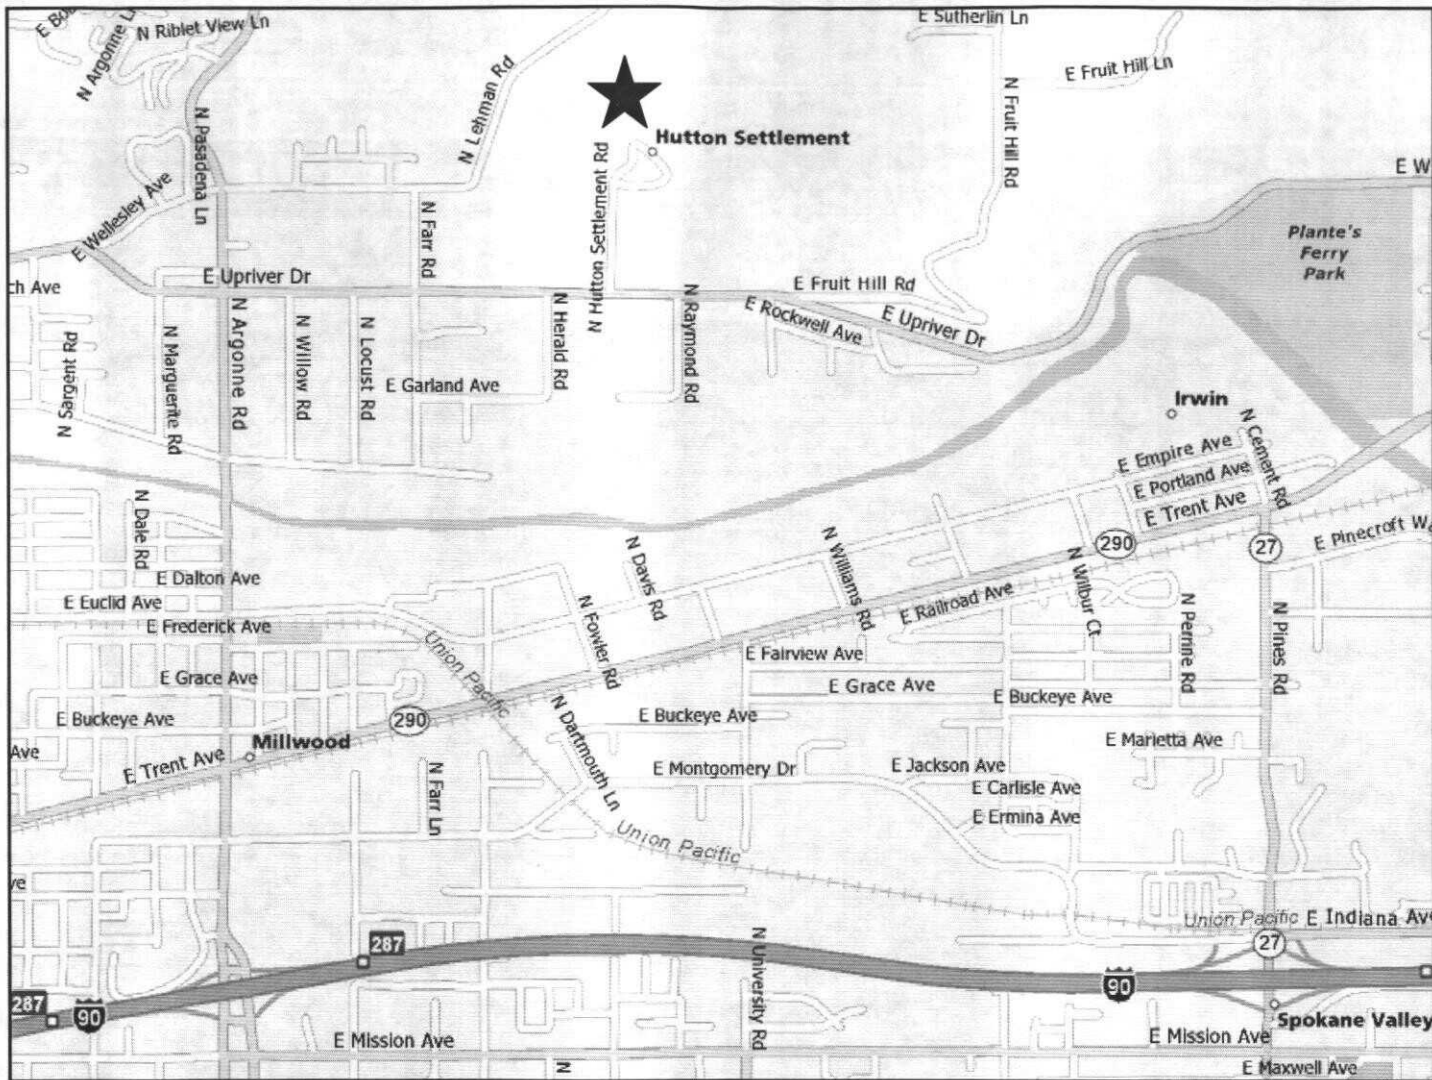 E Sutherlin Ln
N Riblet View Ln
N Argonne Ln
E Fruit Hill Ln
N Lehman Rd
N Fruit Hill Rd
N Pasadena Ln
Hutton Settlement
E W
E Wellesley Ave
N Farr Rd
N Hutton Settlement Rd
Plante's
Ferry
Park
E Upriver Dr
ch Ave
E Fruit Hill Rd
E Rockwell Ave
E Upriver Dr
N Sargent Rd
N Marguerite Rd
N Argonne Rd
N Willow Rd
N Locust Rd
E Garland Ave
N Herald Rd
N Raymond Rd
Irwin
N Cement Rd
E Empire Ave
E Portland Ave
E Trent Ave
N Dale Rd
290
27
E Pinecroft W
N Davis Rd
N Williams Rd
E Dalton Ave
E Euclid Ave
E Frederick Ave
N Fowler Rd
E Railroad Ave
N Wilbur Ct
N Perrine Rd
N Pines Rd
Union Pacific
E Fairview Ave
E Grace Ave
E Grace Ave
E Buckeye Ave
E Buckeye Ave
290
N Dartmouth Ln
E Buckeye Ave
Millwood
Ave
E Trent Ave
E Marietta Ave
E Montgomery Dr
E Jackson Ave
N Farr Ln
E Carlisle Ave
E Ermina Ave
Union Pacific
ve
Union Pacific
E Indiana Ave
287
N University Rd
27
90
287
90
Spokane Valley
E Mission Ave
E Mission Ave
N
E Maxwell Ave